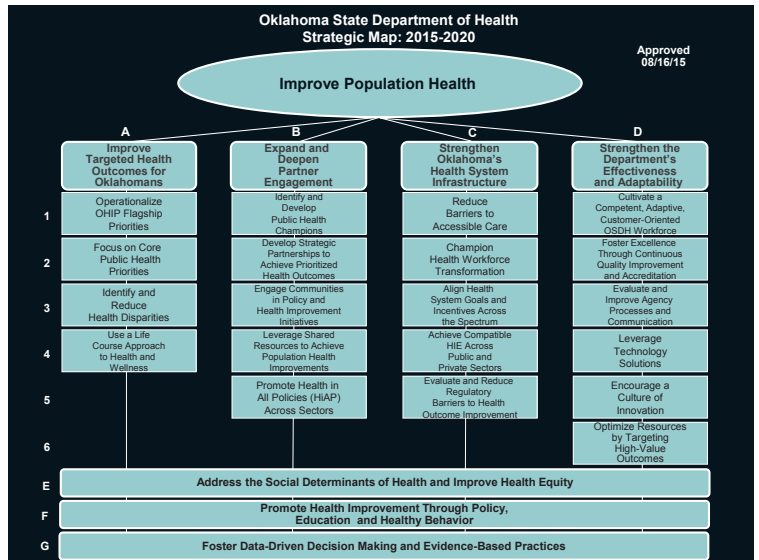 Oklahoma State Department of Health
Strategic Map: 2015-2020
Approved
08/16/15
Improve Population Health
A
B
C
D
Improve
Targeted Health
Outcomes for
Oklahomans
Expand and
Deepen
Partner
Engagement
Strengthen
Oklahoma's
Health System
Infrastructure
Strengthen the
Department's
Effectiveness
and Adaptability
1
Operationalize
OHIP Flagship
Priorities
Identify and
Develop
Public Health
Champions
Reduce
Barriers to
Accessible Care
Cultivate a
Competent, Adaptive,
Customer-Oriented
OSDH Workforce
2
Focus on Core
Public Health
Priorities
Develop Strategic
Partnerships to
Achieve Prioritized
Health Outcomes
Champion
Health Workforce
Transformation
Foster Excellence
Through Continuous
Quality Improvement
and Accreditation
3
Identify and
Reduce
Health Disparities
Engage Communities
in Policy and
Health Improvement
Initiatives
Align Health
System Goals and
Incentives Across
the Spectrum
Evaluate and
Improve Agency
Processes and
Communication
4
Use a Life
Course Approach
to Health and
Wellness
Leverage Shared
Resources to Achieve
Population Health
Improvements
Achieve Compatible
HIE Across
Public and
Private Sectors
Leverage
Technology
Solutions
5
Promote Health in
All Policies (HiAP)
Across Sectors
Evaluate and Reduce
Regulatory
Barriers to Health
Outcome Improvement
Encourage a
Culture of
Innovation
6
Optimize Resources
by Targeting
High-Value
Outcomes
E
Address the Social Determinants of Health and Improve Health Equity
F
Promote Health Improvement Through Policy,
Education and Healthy Behavior
G
Foster Data-Driven Decision Making and Evidence-Based Practices